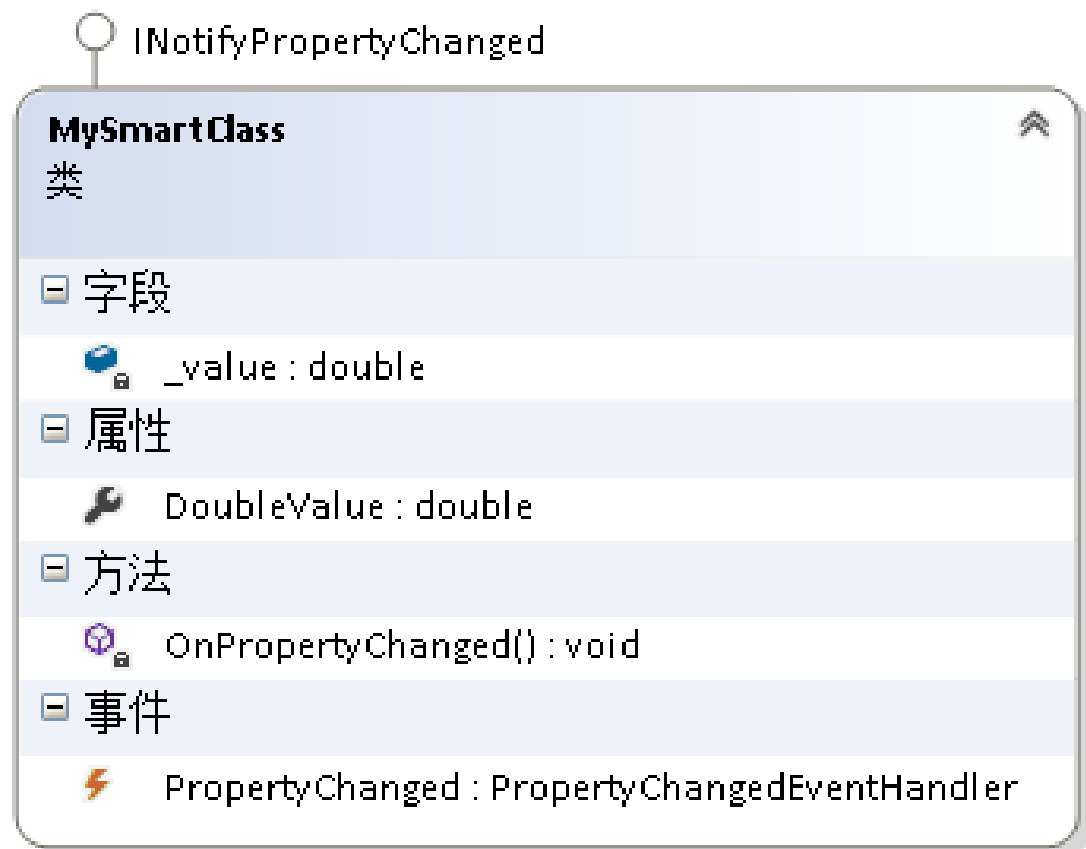 INotifyPropertyChanged
MySmartClass
类
字段
_value : double
属性
DoubleValue : double
方法
OnPropertyChanged() : void
事件
PropertyChanged : PropertyChangedEventHandler